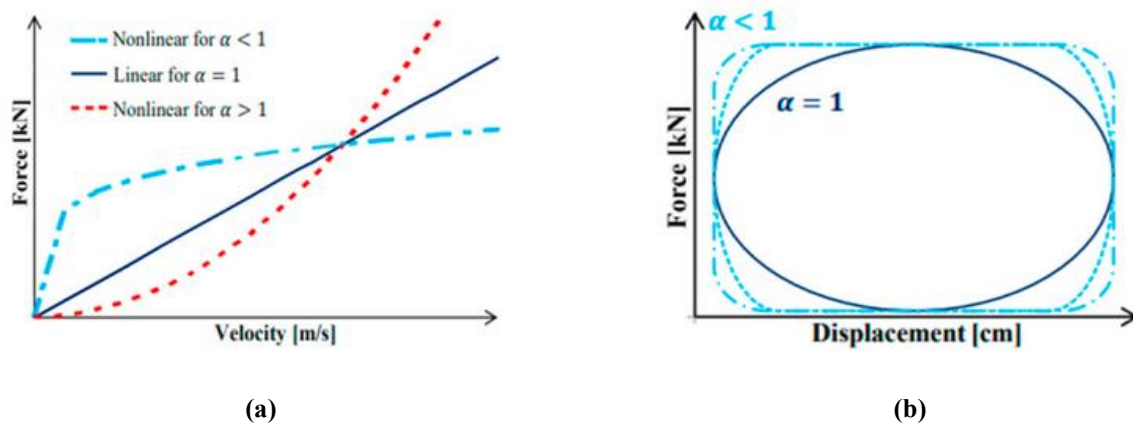 Nonlinear for α < 1
Linear for α = 1
Nonlinear for α > 1
Force [kN]
Velocity [m/s]
(a)
α < 1
α = 1
Force [kN]
Displacement [cm]
(b)